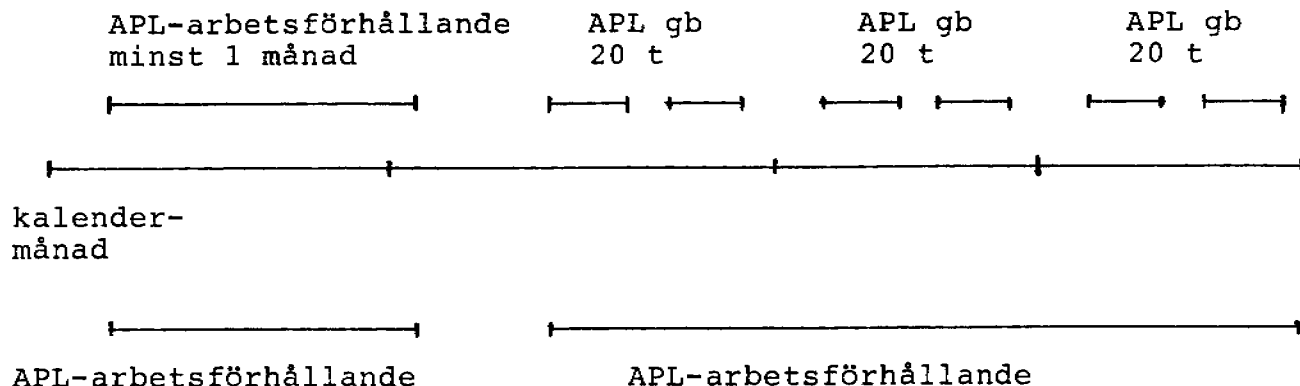 APL-arbetsförhållande
minst 1 månad
APL gb
20 t
APL gb
20 t
APL gb
20 t
kalender-
månad
APL-arbetsförhållande
APL-arbetsförhållande